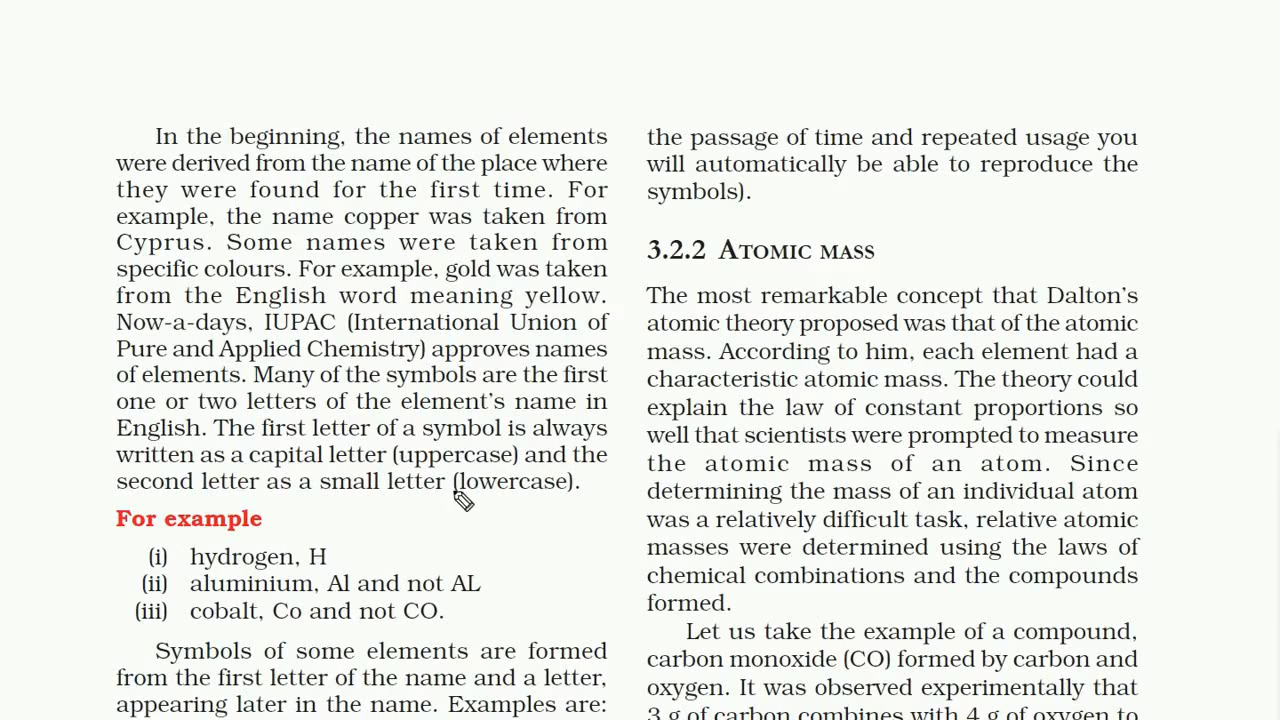 In the beginning, the names of elements
were derived from the name of the place where
they were found for the first time. For
example, the name copper was taken from
Cyprus. Some names were taken from
specific colours. For example, gold was taken
from the English word meaning yellow.
Now-a-days, IUPAC (International Union of
Pure and Applied Chemistry) approves names
of elements. Many of the symbols are the first
one or two letters of the element's name in
English. The first letter of a symbol is always
written as a capital letter (uppercase) and the
second letter as a small letter (lowercase).
For example
(i) hydrogen, H
(ii) aluminium, Al and not AL
(iii) cobalt, Co and not CO.
Symbols of some elements are formed
from the first letter of the name and a letter,
appearing later in the name. Examples are:
the passage of time and repeated usage you
will automatically be able to reproduce the
symbols).
3.2.2 ATOMIC MASS
The most remarkable concept that Dalton's
atomic theory proposed was that of the atomic
mass. According to him, each element had a
characteristic atomic mass. The theory could
explain the law of constant proportions so
well that scientists were prompted to measure
the atomic mass of an atom. Since
determining the mass of an individual atom
was a relatively difficult task, relative atomic
masses were determined using the laws of
chemical combinations and the compounds
formed.
Let us take the example of a compound,
carbon monoxide (CO) formed by carbon and
oxygen. It was observed experimentally that
3 g of carbon combines with 4 g of oxygen to